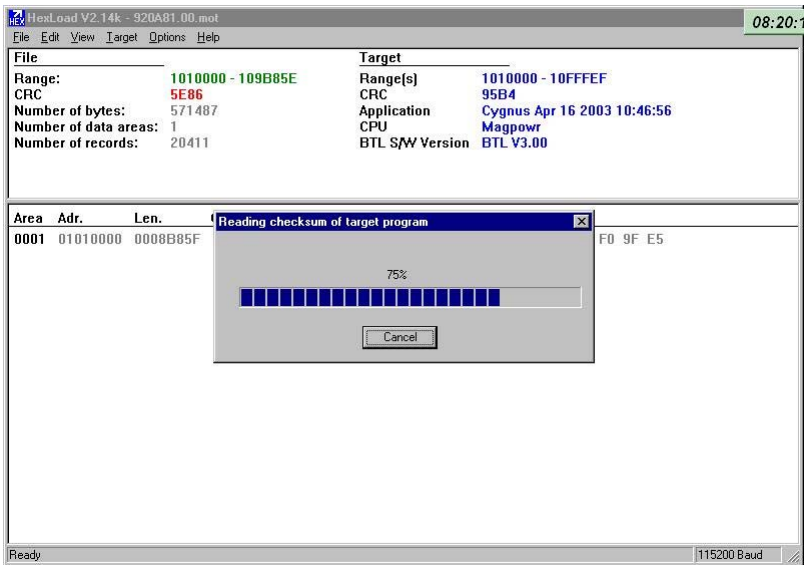 HexLoad V2.14k - 920A81.00.mot
08:20:1
File Edit View Target Options Help
File
Range: 1010000 - 109B85E
CRC 5E86
Number of bytes: 571487
Number of data areas: 1
Number of records: 20411
Target
Range(s) 1010000 - 10FFFEF
CRC 95B4
Application Cygnus Apr 16 2003 10:46:56
CPU Magpowr
BTL S/W Version BTL V3.00
Area Adr. Len.
0001 01010000 0008B85F F0 9F E5
Reading checksum of target program
75%
Cancel
Ready 115200 Baud